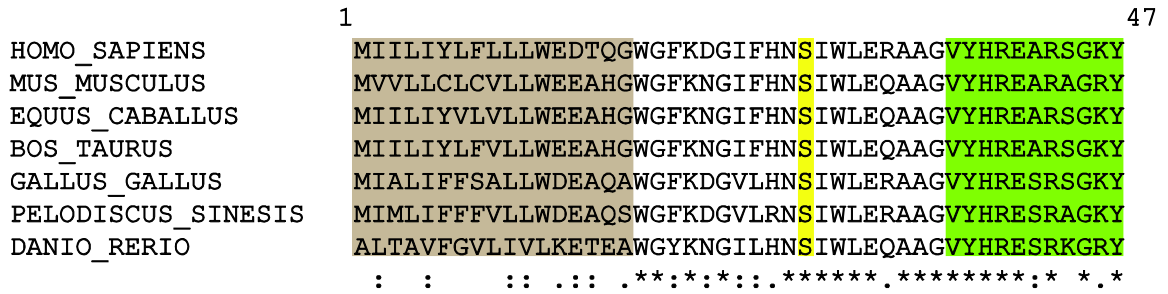 1 47
HOMO_SAPIENS MIILIYLFLLLWEDTQGWGFKDGIFHNSIWLERAAGVYHREARSGKY
MUS_MUSCULUS MVVLLCLCVLLWEEAHGWGFKNGIFHNSIWLEQAAGVYHREARAGRY
EQUUS_CABALLUS MIILIYVLVLLWEEAHGWGFKNGIFHNSIWLEQAAGVYHREARSGKY
BOS_TAURUS MIILIYLFVLLWEEAHGWGFKNGIFHNSIWLEQAAGVYHREARSGKY
GALLUS_GALLUS MIALIFFSALLWDEAQAWGFKDGVLHNSIWLERAAGVYHRESRSGKY
PELODISCUS_SINESIS MIMLIFFFVLLWDEAQSWGFKDGVLRNSIWLERAAGVYHRESRAGKY
DANIO_RERIO ALTAVFGVLIVLKETEAWGYKNGILHNSIWLEQAAGVYHRESRKGRY
:  :    :: .:: .**:*:*::.******.********:* *.*